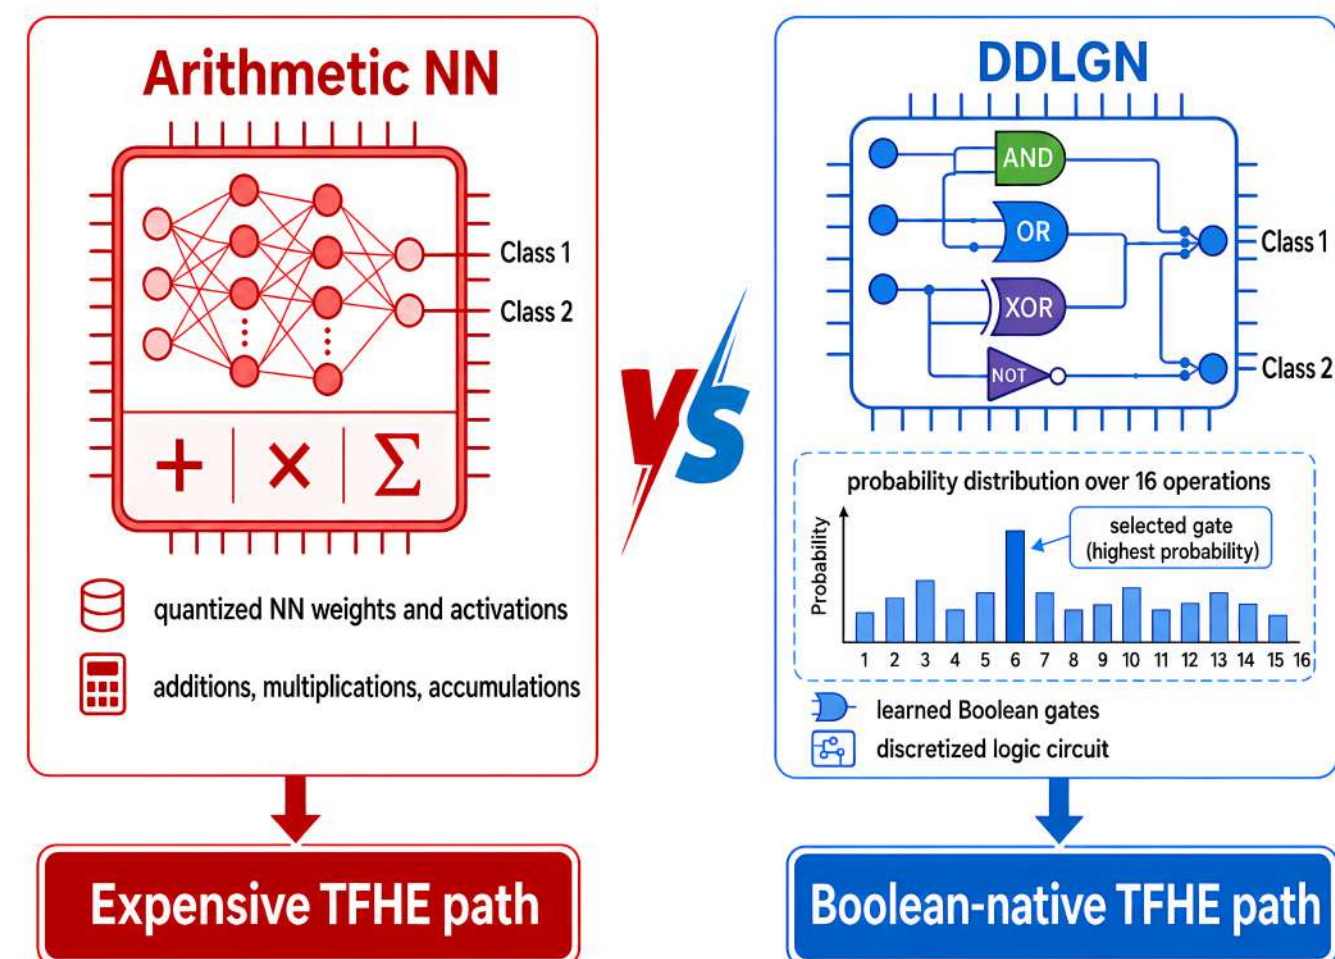 Arithmetic NN
Class 1
Class 2
+ × Σ
quantized NN weights and activations
additions, multiplications, accumulations
Expensive TFHE path
VS
DDLGN
AND
OR
XOR
NOT
Class 1
Class 2
probability distribution over 16 operations
Probability
selected gate
(highest probability)
1 2 3 4 5 6 7 8 9 10 11 12 13 14 15 16
learned Boolean gates
discretized logic circuit
Boolean-native TFHE path